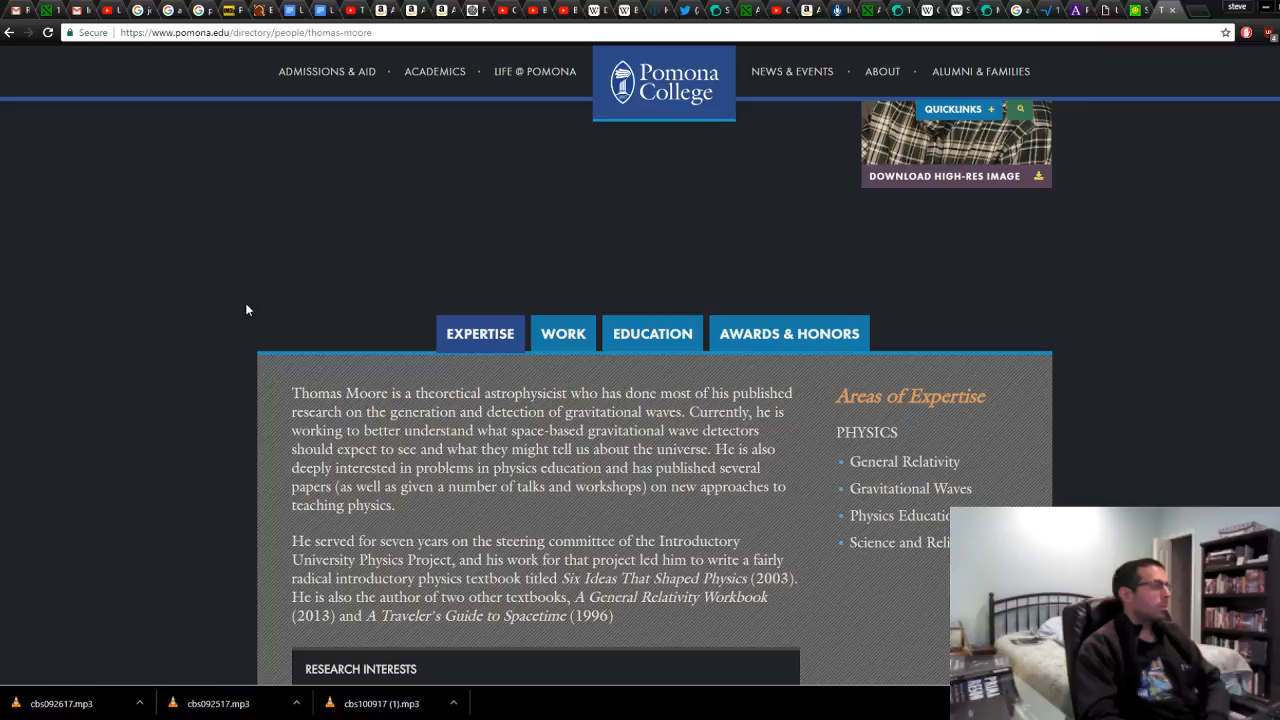 steve
Secure
https://www.pomona.edu/directory/people/thomas-moore
ADMISSIONS & AID • ACADEMICS • LIFE @ POMONA
Pomona
College
NEWS & EVENTS • ABOUT • ALUMNI & FAMILIES
QUICKLINKS +
DOWNLOAD HIGH-RES IMAGE
EXPERTISE
WORK
EDUCATION
AWARDS & HONORS
Thomas Moore is a theoretical astrophysicist who has done most of his published
research on the generation and detection of gravitational waves. Currently, he is
working to better understand what space-based gravitational wave detectors
should expect to see and what they might tell us about the universe. He is also
deeply interested in problems in physics education and has published several
papers (as well as given a number of talks and workshops) on new approaches to
teaching physics.
He served for seven years on the steering committee of the Introductory
University Physics Project, and his work for that project led him to write a fairly
radical introductory physics textbook titled Six Ideas That Shaped Physics (2003).
He is also the author of two other textbooks, A General Relativity Workbook
(2013) and A Traveler's Guide to Spacetime (1996)
RESEARCH INTERESTS
Areas of Expertise
PHYSICS
• General Relativity
• Gravitational Waves
• Physics Educatio
• Science and Reli
cbs092617.mp3
cbs092517.mp3
cbs100917 (1).mp3